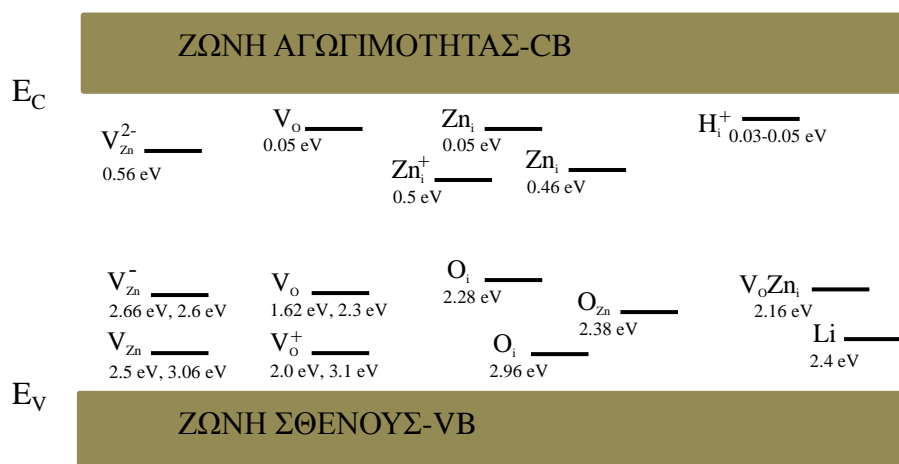 ΖΩΝΗ ΑΓΩΓΙΜΟΤΗΤΑΣ-CB
E_C
V_Zn^2-
0.56 eV
V_O
0.05 eV
Zn_i
0.05 eV
H_i^+
0.03-0.05 eV
Zn_i^+
0.5 eV
Zn_i
0.46 eV
V_Zn^-
2.66 eV, 2.6 eV
V_O
1.62 eV, 2.3 eV
O_i
2.28 eV
O_Zn
2.38 eV
V_OZn_i
2.16 eV
V_Zn
2.5 eV, 3.06 eV
V_O^+
2.0 eV, 3.1 eV
O_i
2.96 eV
Li
2.4 eV
E_V
ΖΩΝΗ ΣΘΕΝΟΥΣ-VB